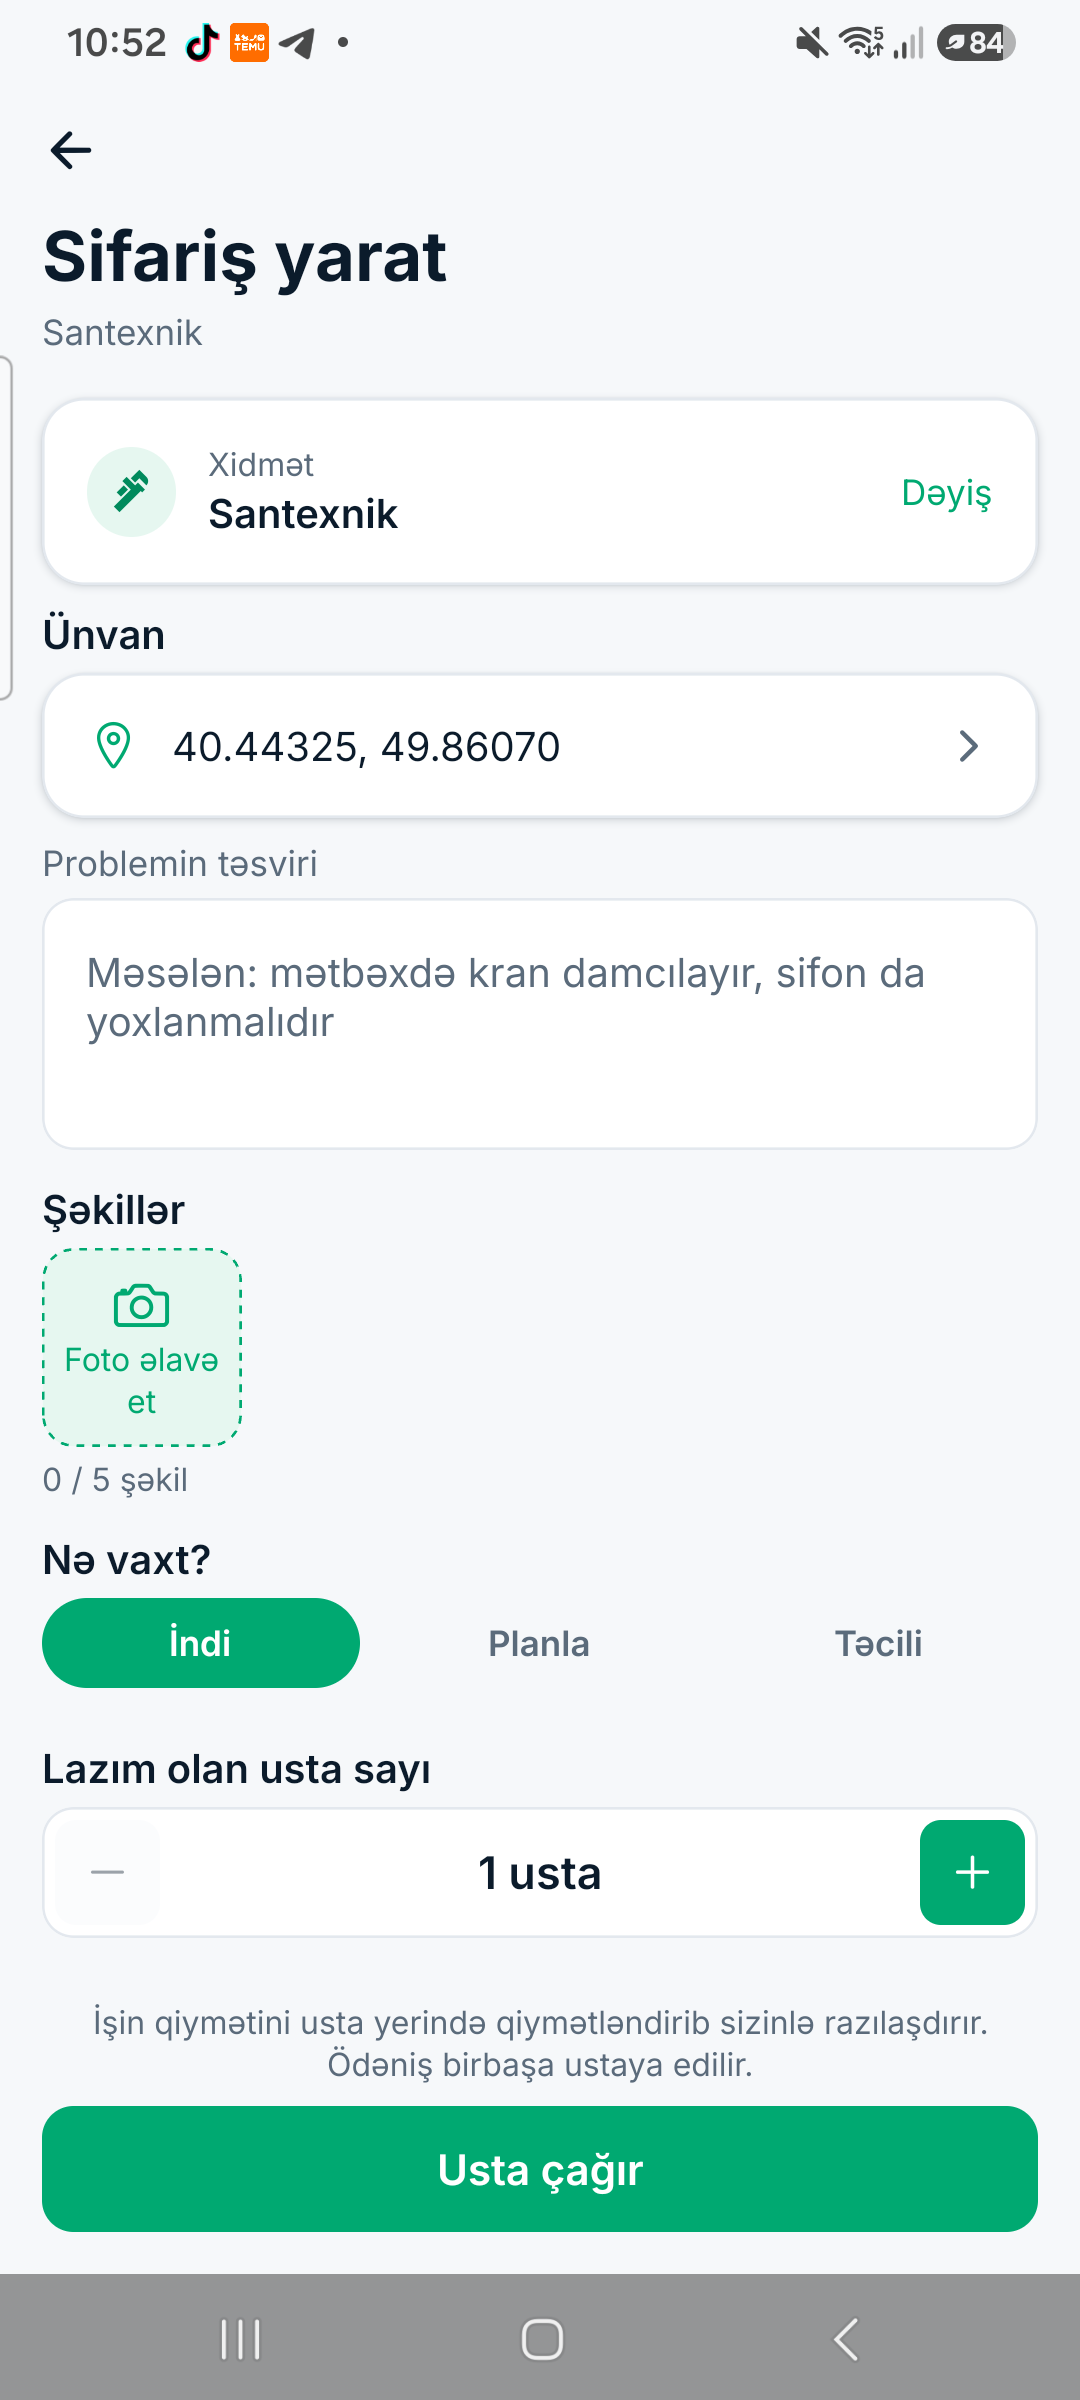 10:52
TEMU
5
84
Sifariş yarat
Santexnik
Xidmət
Santexnik
Dəyiş
Ünvan
40.44325, 49.86070
Problemin təsviri
Məsələn: mətbəxdə kran damcılayır, sifon da
yoxlanmalıdır
Şəkillər
Foto əlavə
et
0 / 5 şəkil
Nə vaxt?
İndi
Planla
Təcili
Lazım olan usta sayı
1 usta
İşin qiymətini usta yerində qiymətləndirib sizinlə razılaşdırır.
Ödəniş birbaşa ustaya edilir.
Usta çağır